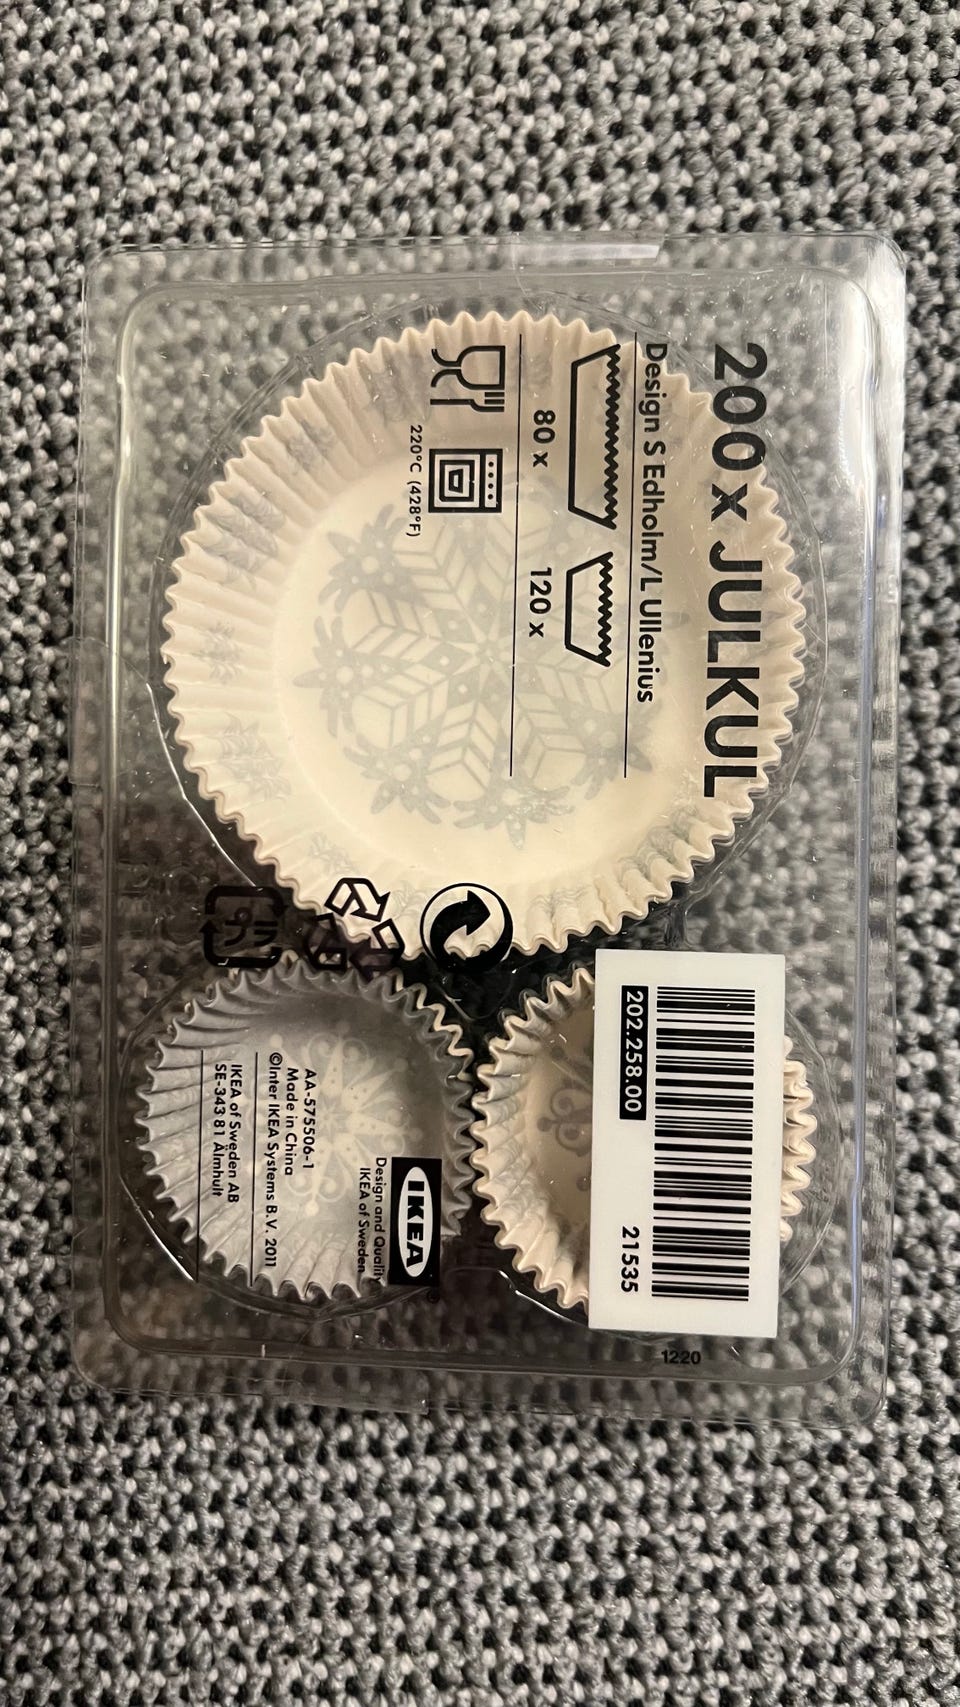 200 x JULKUL
Design S Edholm/L Ullenius
80 x 120 x
220°C (428°F)
プラ
202.258.00
21535
1220
IKEA
®
Design and Quality
IKEA of Sweden
AA-575506-1
Made in China
©Inter IKEA Systems B.V. 2011
IKEA of Sweden AB
SE-343 81 Älmhult